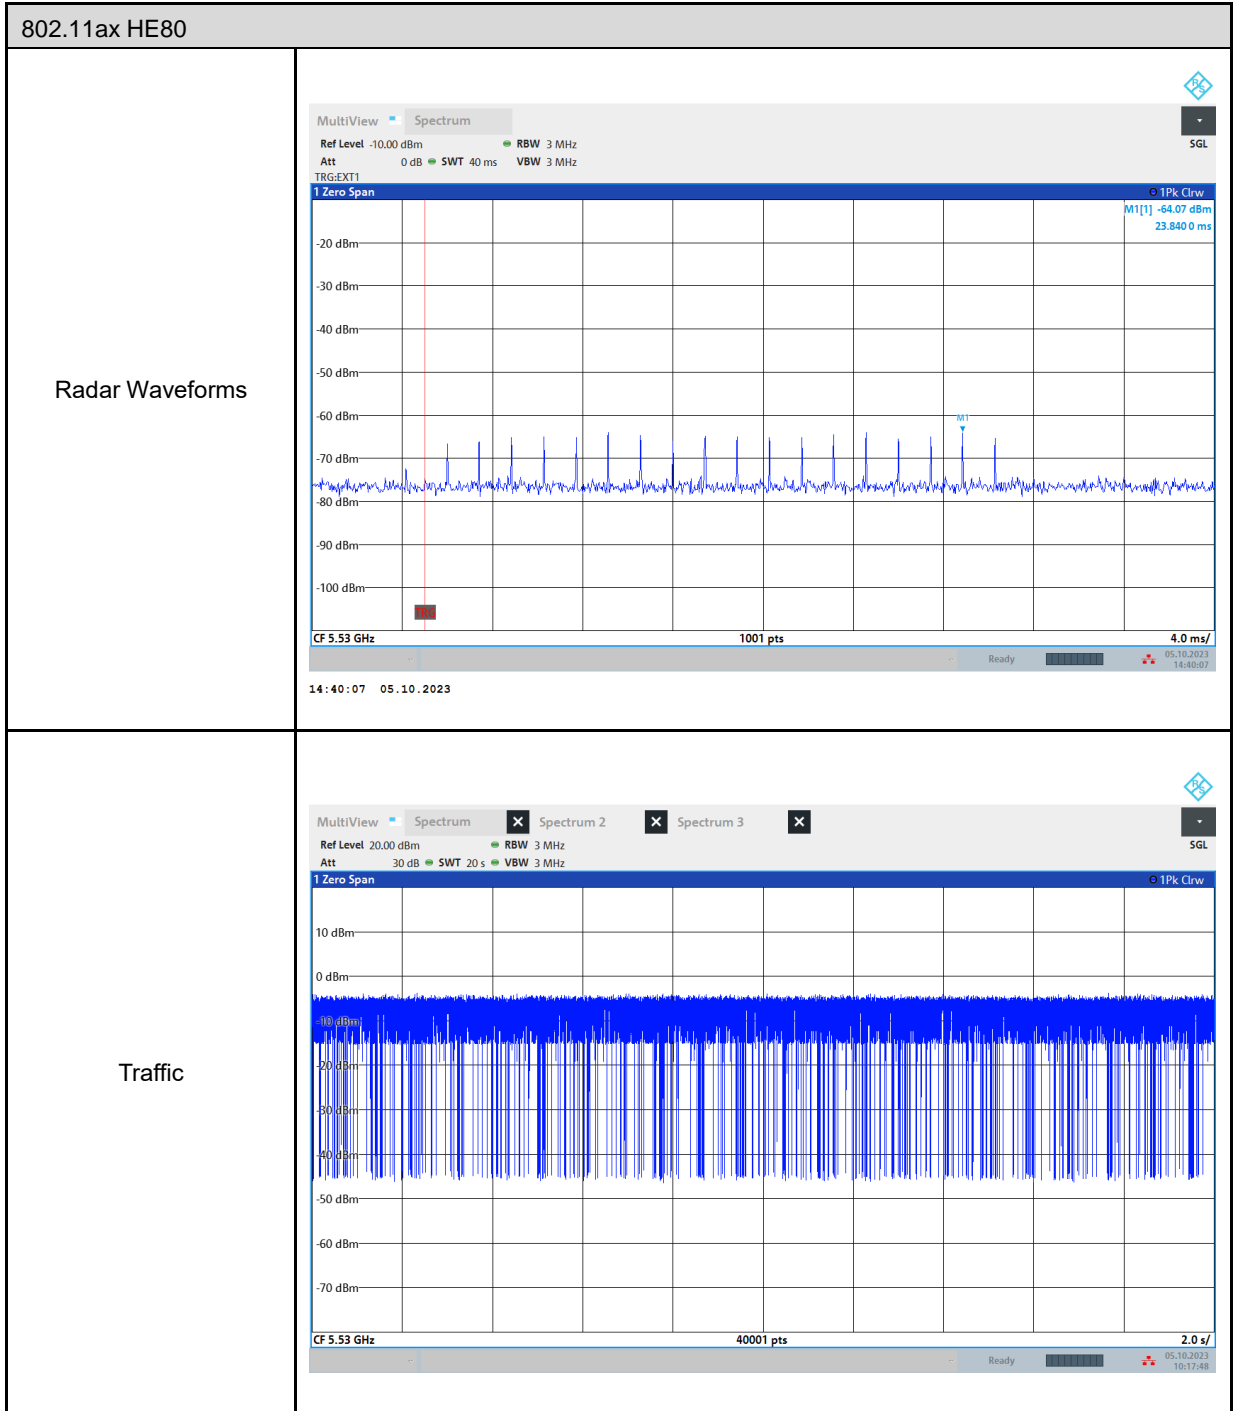 802.11ax HE80
Radar Waveforms
R S
MultiView Spectrum
Ref Level -10.00 dBm RBW 3 MHz SGL
Att 0 dB SWT 40 ms VBW 3 MHz
TRG:EXT1
1 Zero Span 1Pk Clrw
M1[1] -64.07 dBm
23.840 0 ms
-20 dBm
-30 dBm
-40 dBm
-50 dBm
-60 dBm
M1
-70 dBm
-80 dBm
-90 dBm
-100 dBm
TRG
CF 5.53 GHz 1001 pts 4.0 ms/
Ready 05.10.2023
14:40:07
14:40:07 05.10.2023
Traffic
R S
MultiView Spectrum Spectrum 2 Spectrum 3
Ref Level 20.00 dBm RBW 3 MHz SGL
Att 30 dB SWT 20 s VBW 3 MHz
1 Zero Span 1Pk Clrw
10 dBm
0 dBm
-10 dBm
-20 dBm
-30 dBm
-40 dBm
-50 dBm
-60 dBm
-70 dBm
CF 5.53 GHz 40001 pts 2.0 s/
Ready 05.10.2023
10:17:48